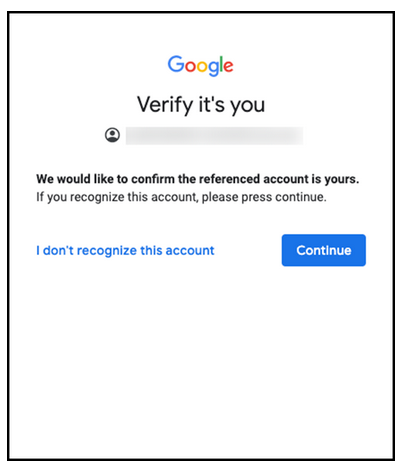 Google
Verify it's you
We would like to confirm the referenced account is yours.
If you recognize this account, please press continue.
I don't recognize this account
Continue